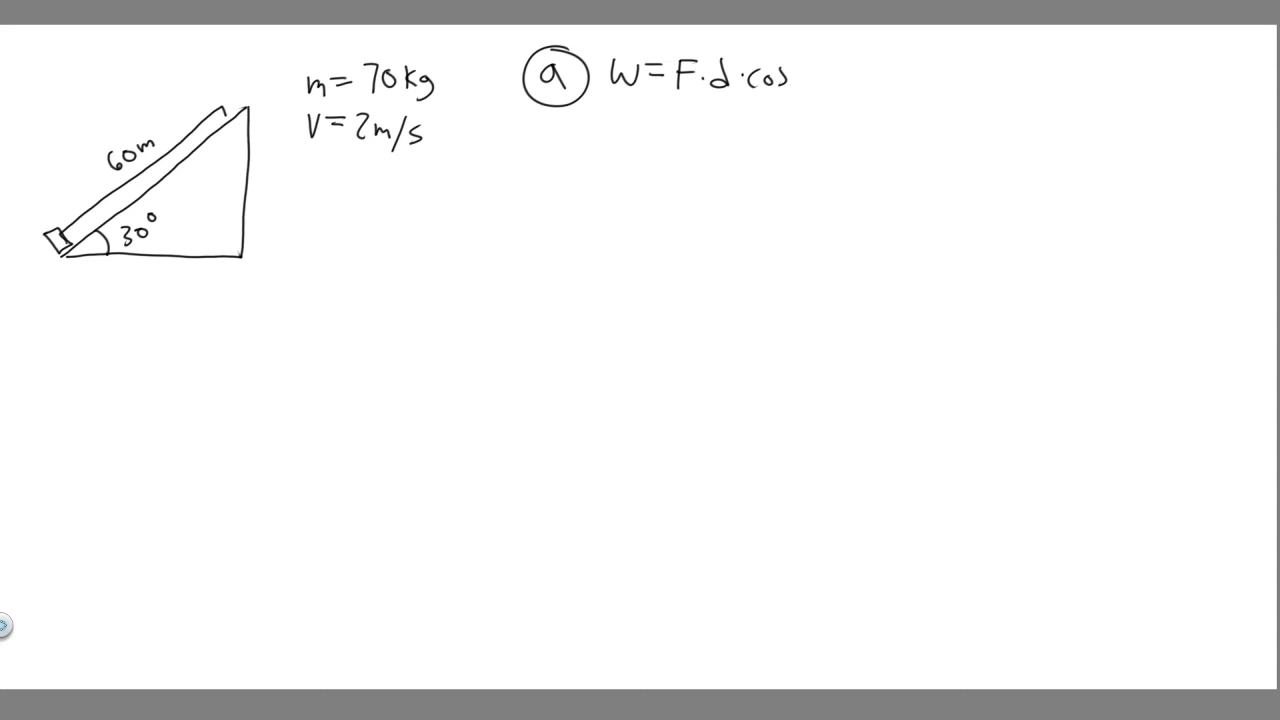 m = 70kg
V = 2m/s
60m
30°
a W = F · d · cos